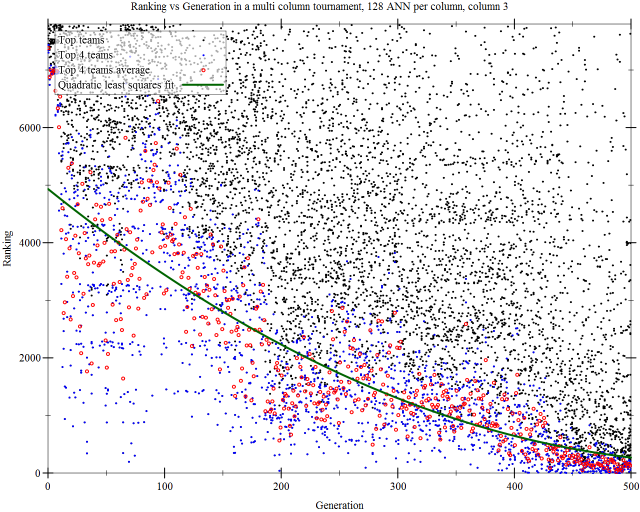 Ranking vs Generation in a multi column tournament, 128 ANN per column, column 3
Top teams
Top 4 teams
Top 4 teams average
Quadratic least squares fit
Ranking
6000
4000
2000
0
0 100 200 300 400 500
Generation